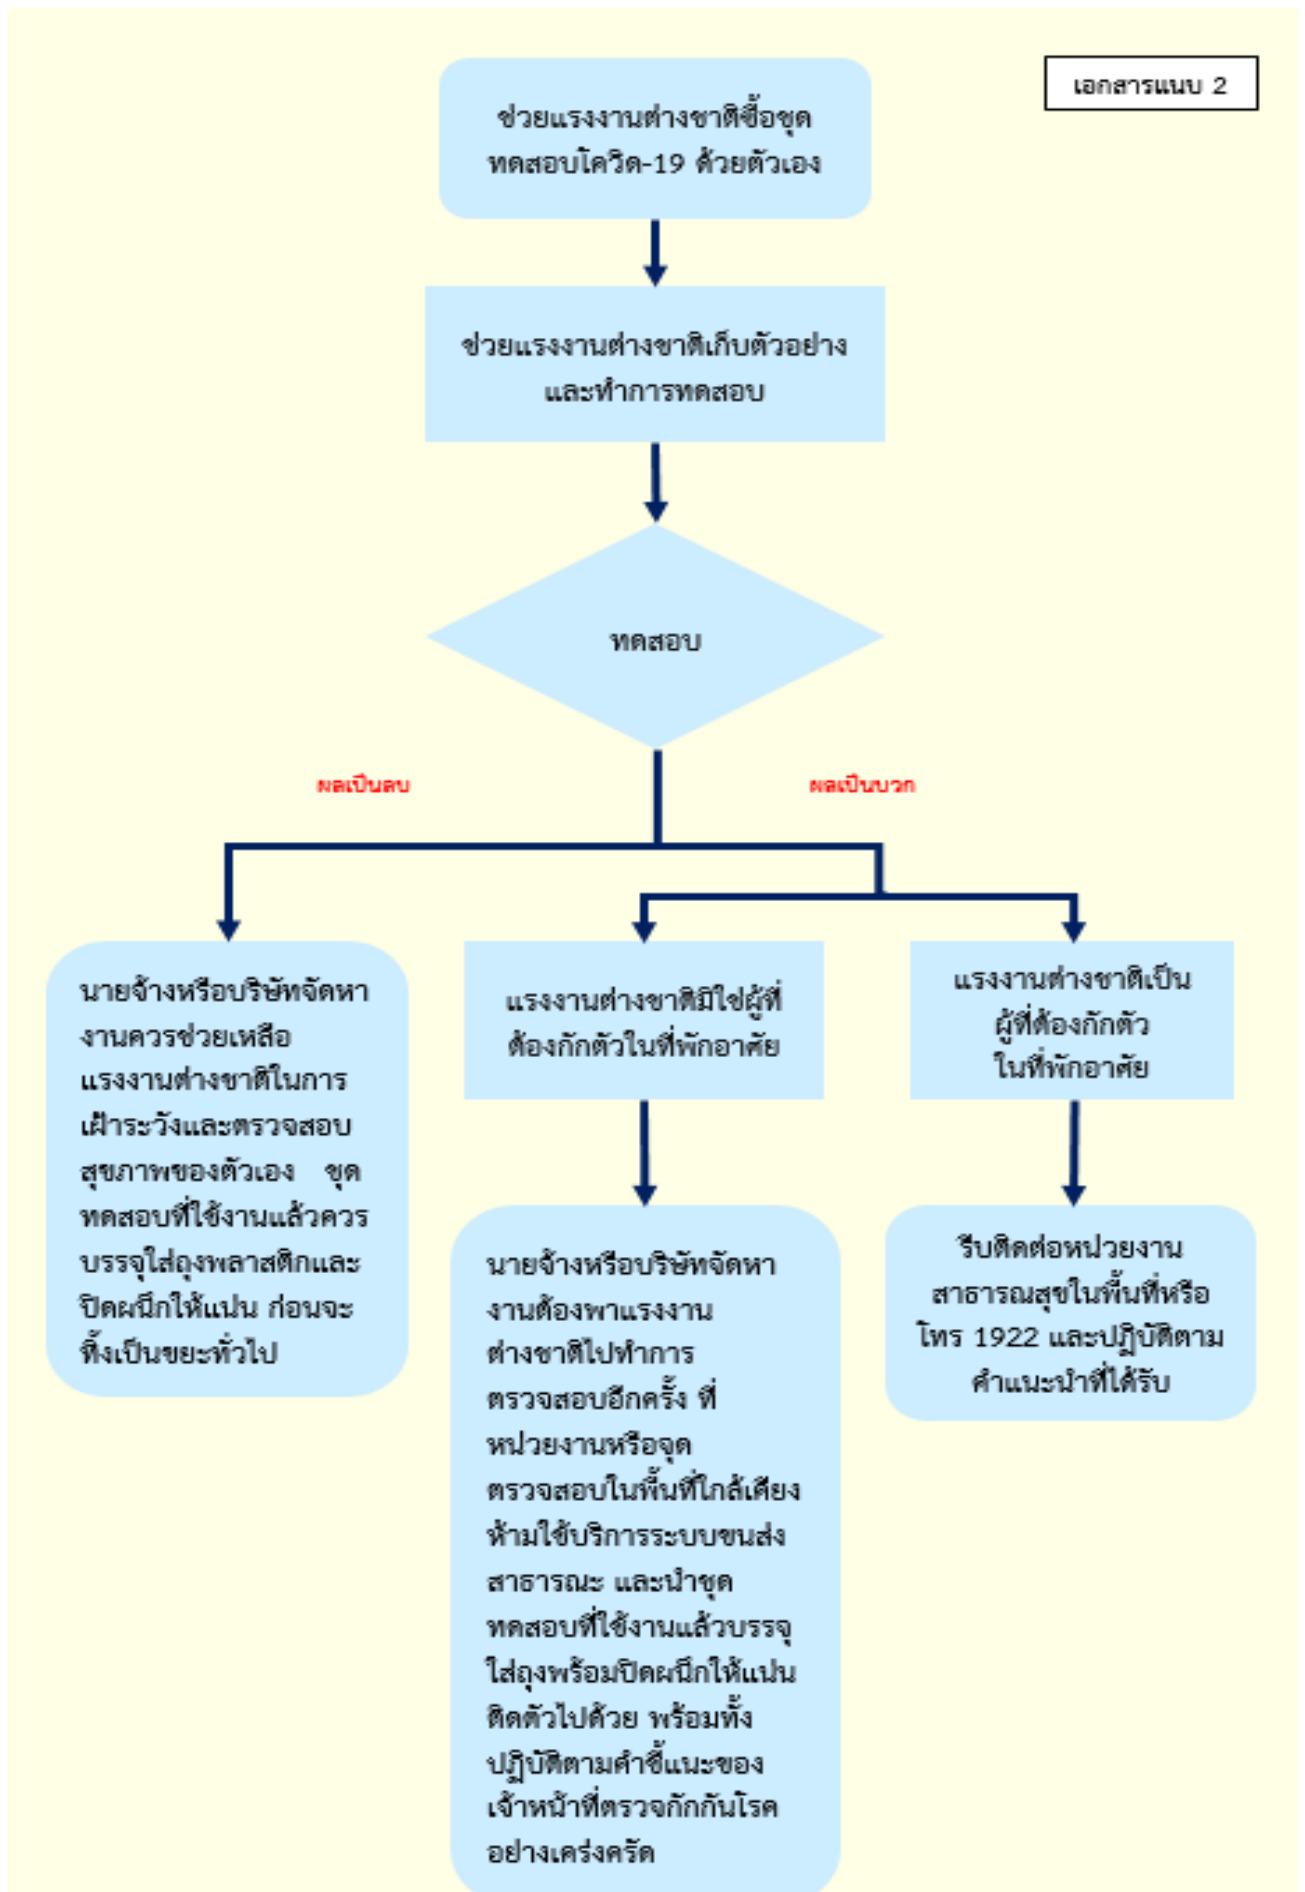 เอกสารแนบ 2
ช่วยแรงงานต่างชาติซื้อชุด
ทดสอบโควิด-19 ด้วยตัวเอง
ช่วยแรงงานต่างชาติเก็บตัวอย่าง
และทำการทดสอบ
ทดสอบ
ผลเป็นลบ
ผลเป็นบวก
นายจ้างหรือบริษัทจัดหา
งานควรช่วยเหลือ
แรงงานต่างชาติในการ
เฝ้าระวังและตรวจสอบ
สุขภาพของตัวเอง ชุด
ทดสอบที่ใช้งานแล้วควร
บรรจุใส่ถุงพลาสติกและ
ปิดผนึกให้แน่น ก่อนจะ
ทิ้งเป็นขยะทั่วไป
แรงงานต่างชาติมิใช่ผู้ที่
ต้องกักตัวในที่พักอาศัย
นายจ้างหรือบริษัทจัดหา
งานต้องพาแรงงาน
ต่างชาติไปทำการ
ตรวจสอบอีกครั้ง ที่
หน่วยงานหรือจุด
ตรวจสอบในพื้นที่ใกล้เคียง
ห้ามใช้บริการระบบขนส่ง
สาธารณะ และนำชุด
ทดสอบที่ใช้งานแล้วบรรจุ
ใส่ถุงพร้อมปิดผนึกให้แน่น
ติดตัวไปด้วย พร้อมทั้ง
ปฏิบัติตามคำชี้แนะของ
เจ้าหน้าที่ตรวจกักกันโรค
อย่างเคร่งครัด
แรงงานต่างชาติเป็น
ผู้ที่ต้องกักตัว
ในที่พักอาศัย
รีบติดต่อหน่วยงาน
สาธารณสุขในพื้นที่หรือ
โทร 1922 และปฏิบัติตาม
คำแนะนำที่ได้รับ